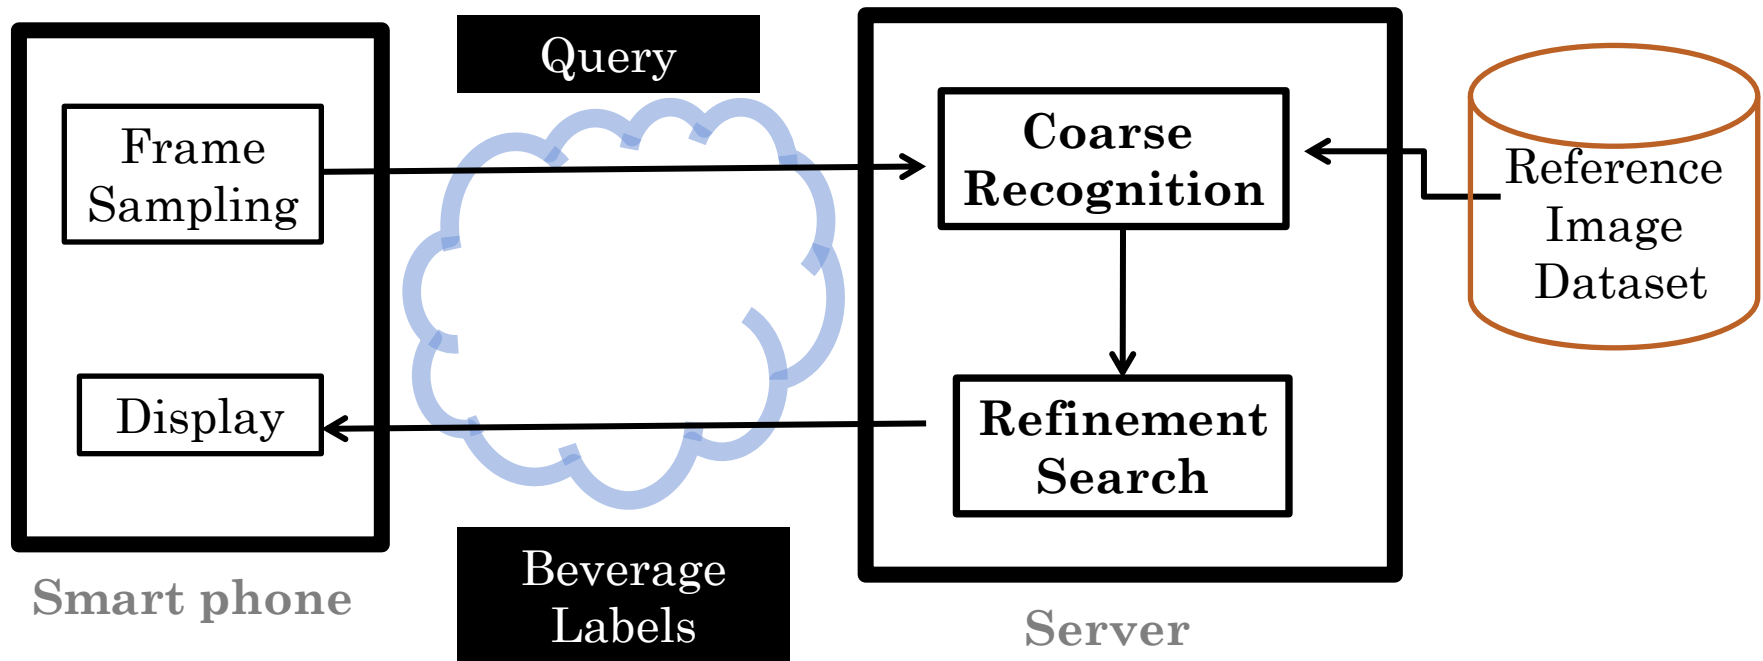 Query
Frame
Sampling
Coarse
Recognition
Reference
Image
Dataset
Display
Refinement
Search
Beverage
Labels
Smart phone
Server